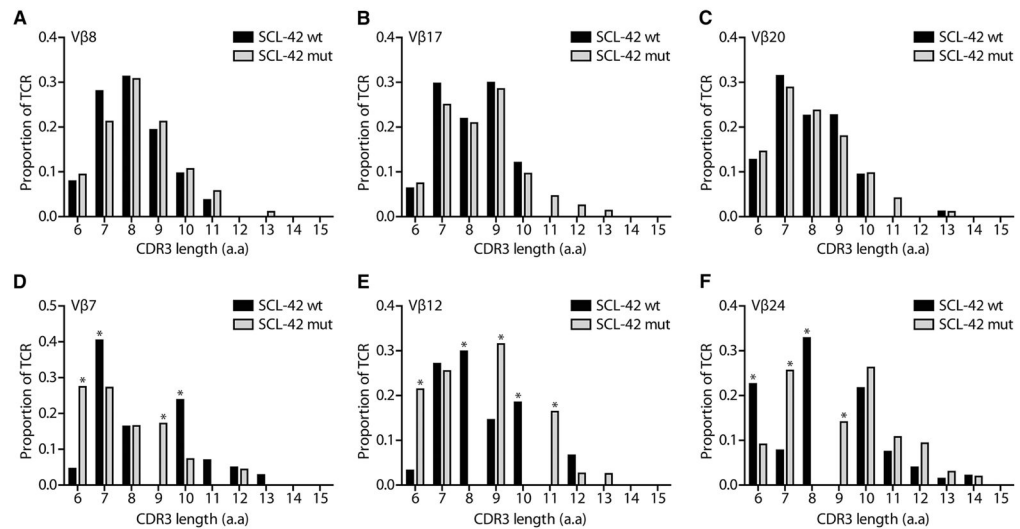 A
Vβ8
SCL-42 wt
SCL-42 mut
Proportion of TCR
0.4
0.3
0.2
0.1
0.0
6 7 8 9 10 11 12 13 14 15
CDR3 length (a.a)
B
Vβ17
SCL-42 wt
SCL-42 mut
Proportion of TCR
0.4
0.3
0.2
0.1
0.0
6 7 8 9 10 11 12 13 14 15
CDR3 length (a.a)
C
Vβ20
SCL-42 wt
SCL-42 mut
Proportion of TCR
0.4
0.3
0.2
0.1
0.0
6 7 8 9 10 11 12 13 14 15
CDR3 length (a.a)
D
Vβ7
SCL-42 wt
SCL-42 mut
Proportion of TCR
0.5
0.4
0.3
0.2
0.1
0.0
* * * *
6 7 8 9 10 11 12 13 14 15
CDR3 length (a.a)
E
Vβ12
SCL-42 wt
SCL-42 mut
Proportion of TCR
0.4
0.3
0.2
0.1
0.0
* * * * *
6 7 8 9 10 11 12 13 14 15
CDR3 length (a.a)
F
Vβ24
SCL-42 wt
SCL-42 mut
Proportion of TCR
0.4
0.3
0.2
0.1
0.0
* * * *
6 7 8 9 10 11 12 13 14 15
CDR3 length (a.a)